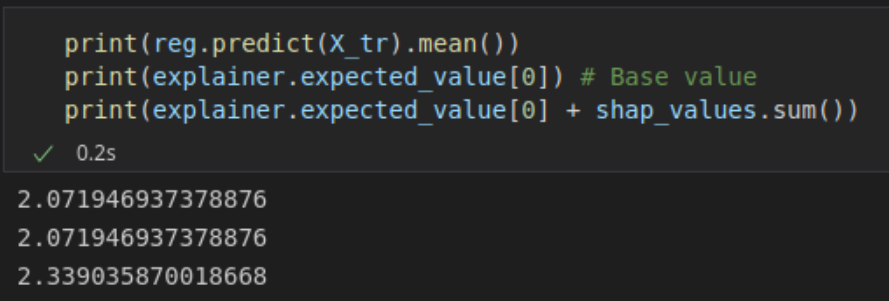 print(reg.predict(X_tr).mean())
print(explainer.expected_value[0]) # Base value
print(explainer.expected_value[0] + shap_values.sum())
✓ 0.2s
2.071946937378876
2.071946937378876
2.339035870018668